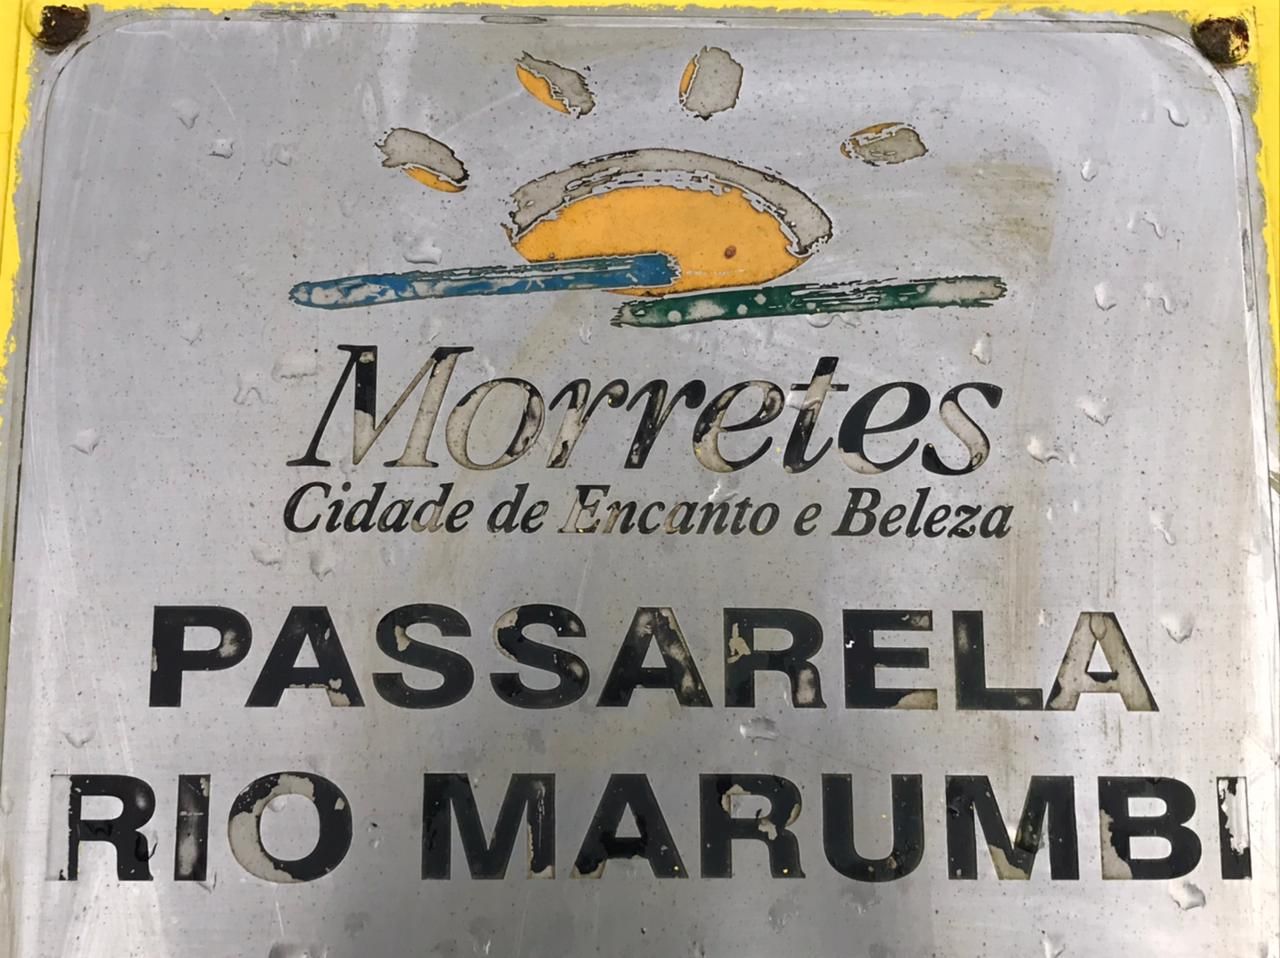 Morretes
Cidade de Encanto e Beleza
PASSARELA
RIO MARUMBI